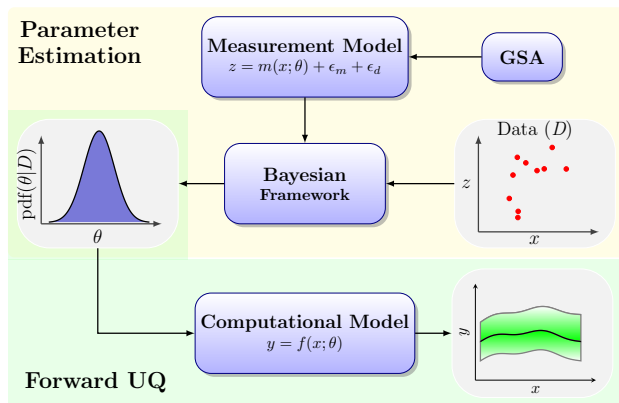 Parameter
Estimation
Measurement Model
z = m(x; θ) + ϵ_m + ϵ_d
GSA
pdf(θ|D)
θ
Bayesian
Framework
Data (D)
z
x
Computational Model
y = f(x; θ)
y
x
Forward UQ